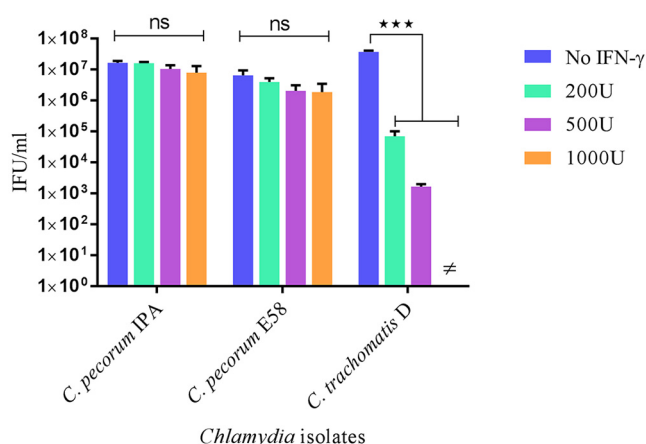 ns
ns
★★★
1×10⁸
1×10⁷
1×10⁶
1×10⁵
1×10⁴
1×10³
1×10²
1×10¹
1×10⁰
IFU/ml
≠
C. pecorum IPA
C. pecorum E58
C. trachomatis D
Chlamydia isolates
No IFN-γ
200U
500U
1000U